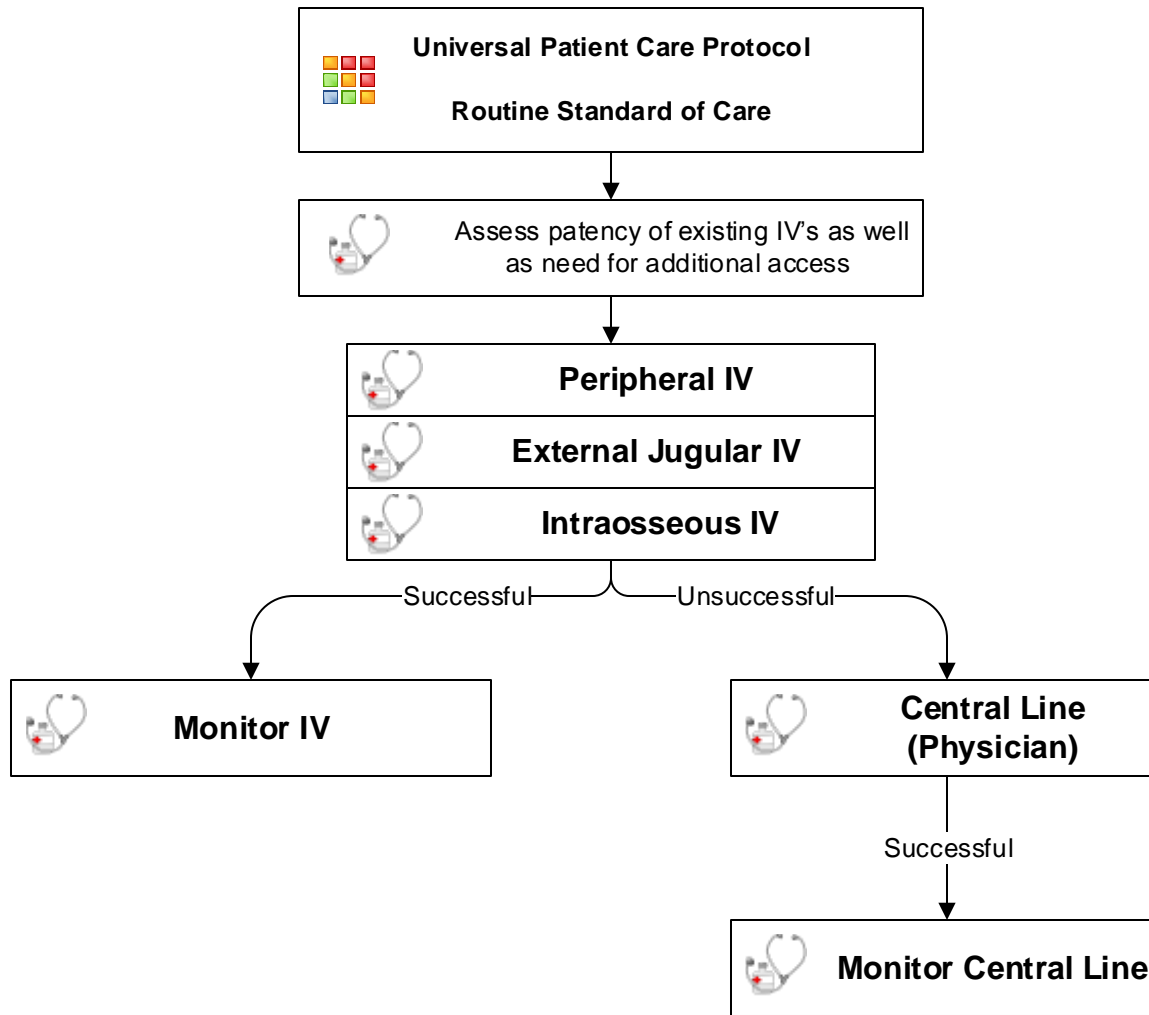 Universal Patient Care Protocol
Routine Standard of Care
Assess patency of existing IV's as well
as need for additional access
Peripheral IV
External Jugular IV
Intraosseous IV
Successful
Unsuccessful
Monitor IV
Central Line
(Physician)
Successful
Monitor Central Line